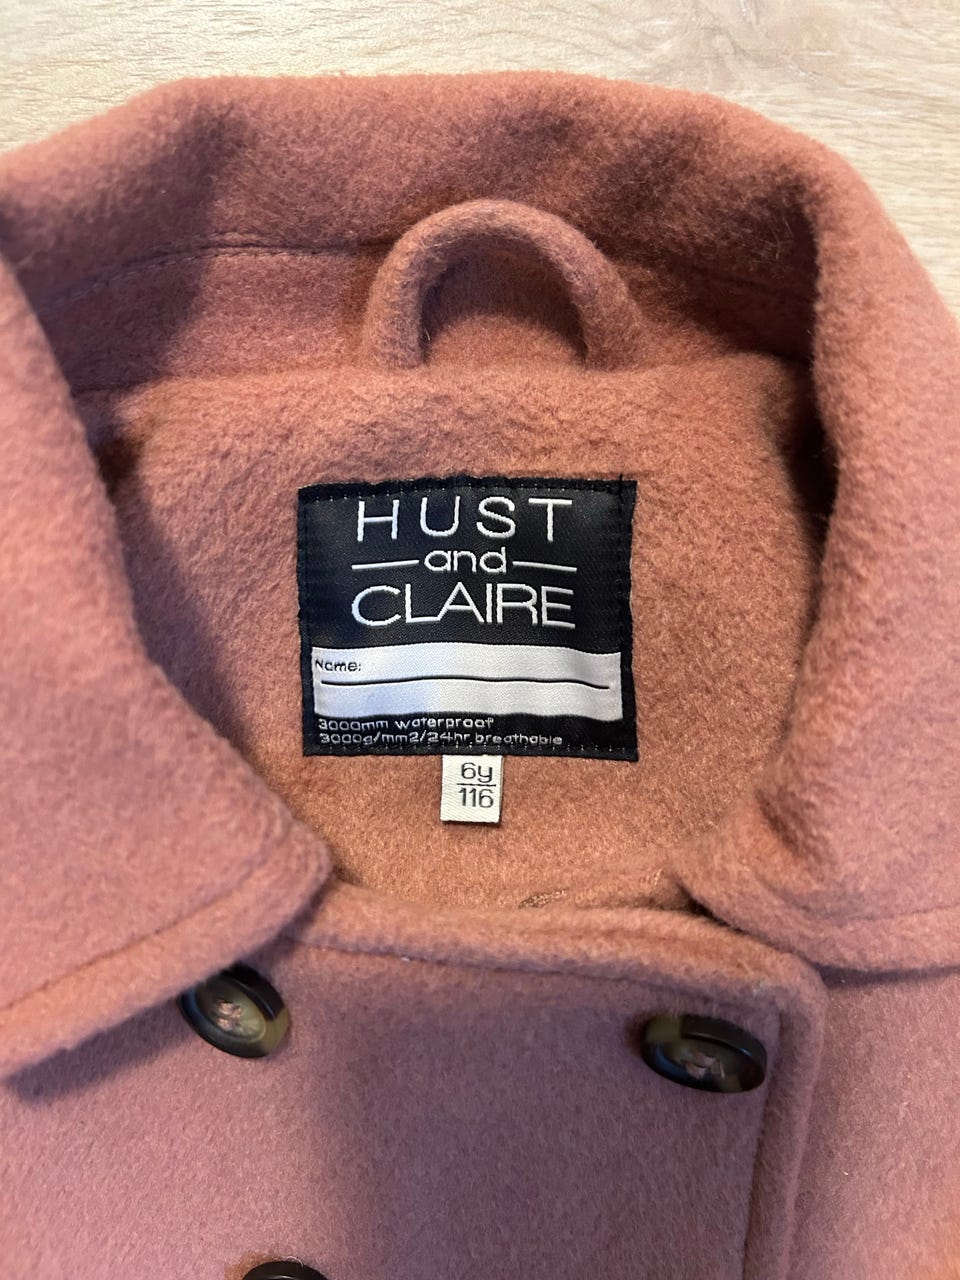 HUST
and
CLAIRE
Name:
3000mm waterproof
3000g/mm2/24hr breathable
6y
116